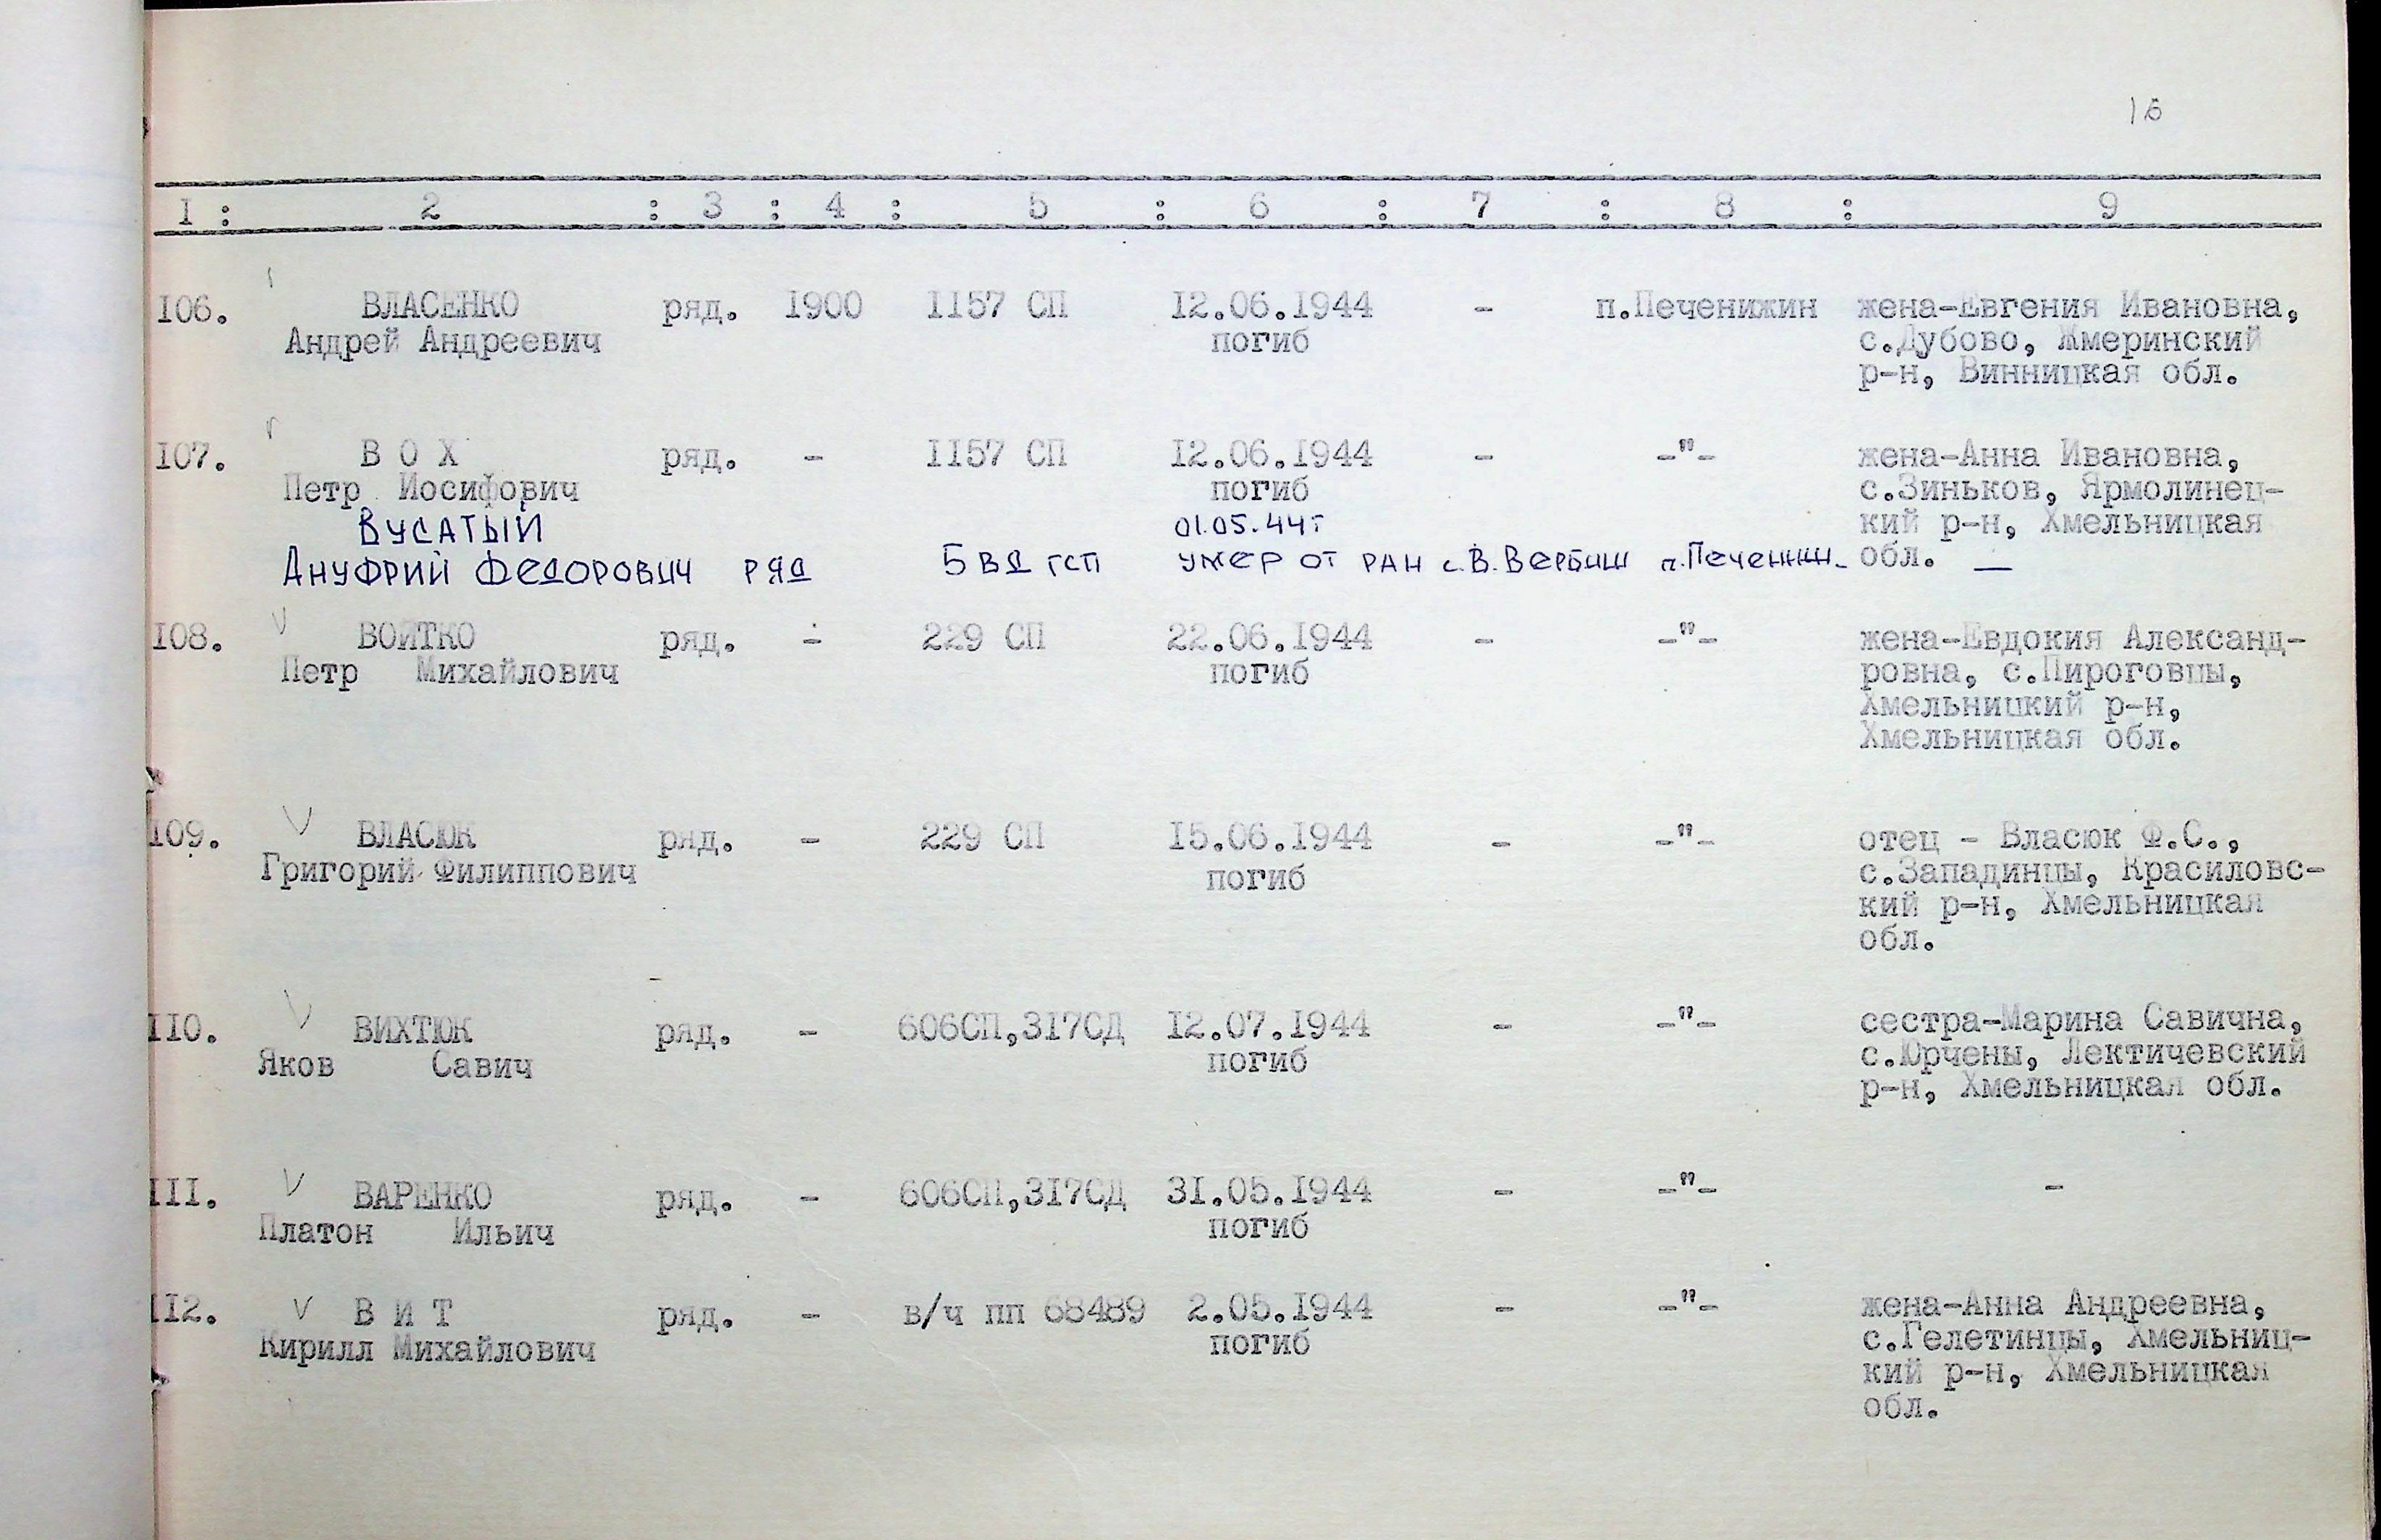 16
1 : 2 : 3 : 4 : 5 : 6 : 7 : 8 : 9
106. ВЛАСЕНКО ряд. 1900 1157 СП 12.06.1944 - п.Печенижин жена-Евгения Ивановна,
Андрей Андреевич погиб с.Дубово, Жмеринский
р-н, Винницкая обл.
107. В О Х ряд. - 1157 СП 12.06.1944 - -"- жена-Анна Ивановна,
Петр Иосифович погиб с.Зиньков, Ярмолинец-
ВУСАТЫЙ 01.05.44г кий р-н, Хмельницкая
Ануфрий Федорович ряд 5 вд гсп умер от ран с.В.Вербиш п.Печениж. обл. —
108. ВОЙТКО ряд. - 229 СП 22.06.1944 - -"- жена-Евдокия Александ-
Петр Михайлович погиб ровна, с.Пироговцы,
Хмельницкий р-н,
Хмельницкая обл.
109. ВЛАСЮК ряд. - 229 СП 15.06.1944 - -"- отец - Власюк Ф.С.,
Григорий Филиппович погиб с.Западинцы, Красиловс-
кий р-н, Хмельницкая
обл.
110. ВИХТЮК ряд. - 606СП,317СД 12.07.1944 - -"- сестра-Марина Савична,
Яков Савич погиб с.Юрчены, Лектичевский
р-н, Хмельницкая обл.
111. ВАРЕНКО ряд. - 606СП,317СД 31.05.1944 - -"- -
Платон Ильич погиб
112. В И Т ряд. - в/ч пп 68489 2.05.1944 - -"- жена-Анна Андреевна,
Кирилл Михайлович погиб с.Гелетинцы, Хмельниц-
кий р-н, Хмельницкая
обл.